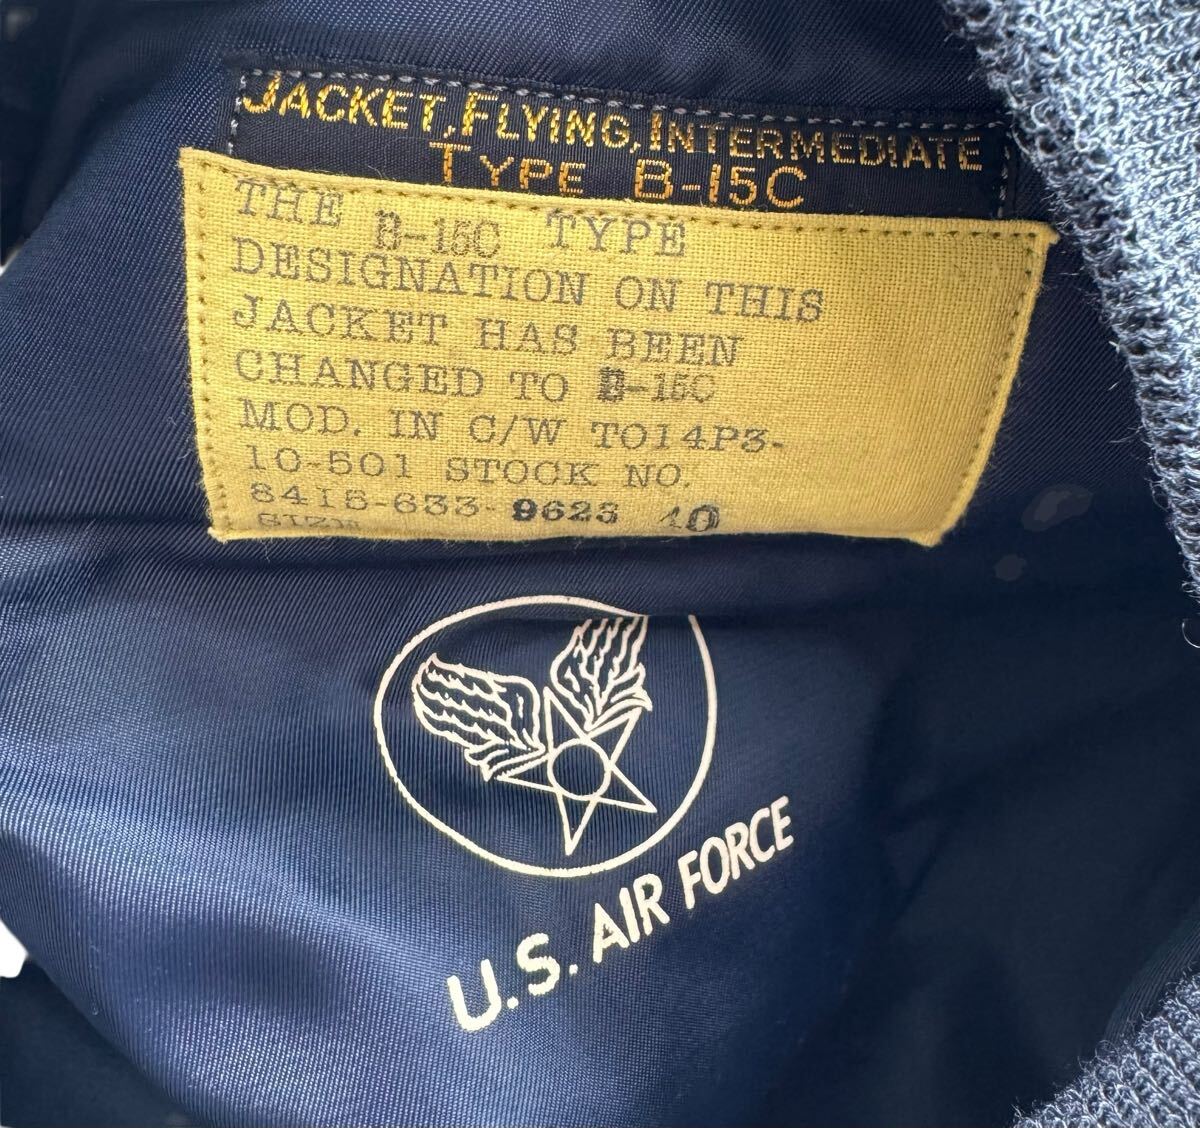 JACKET, FLYING, INTERMEDIATE
TYPE B-15C
THE B-15C TYPE
DESIGNATION ON THIS
JACKET HAS BEEN
CHANGED TO B-15C
MOD. IN C/W TO14P3-
10-501 STOCK NO.
8415-633-9623 40
SIZE
U.S. AIR FORCE